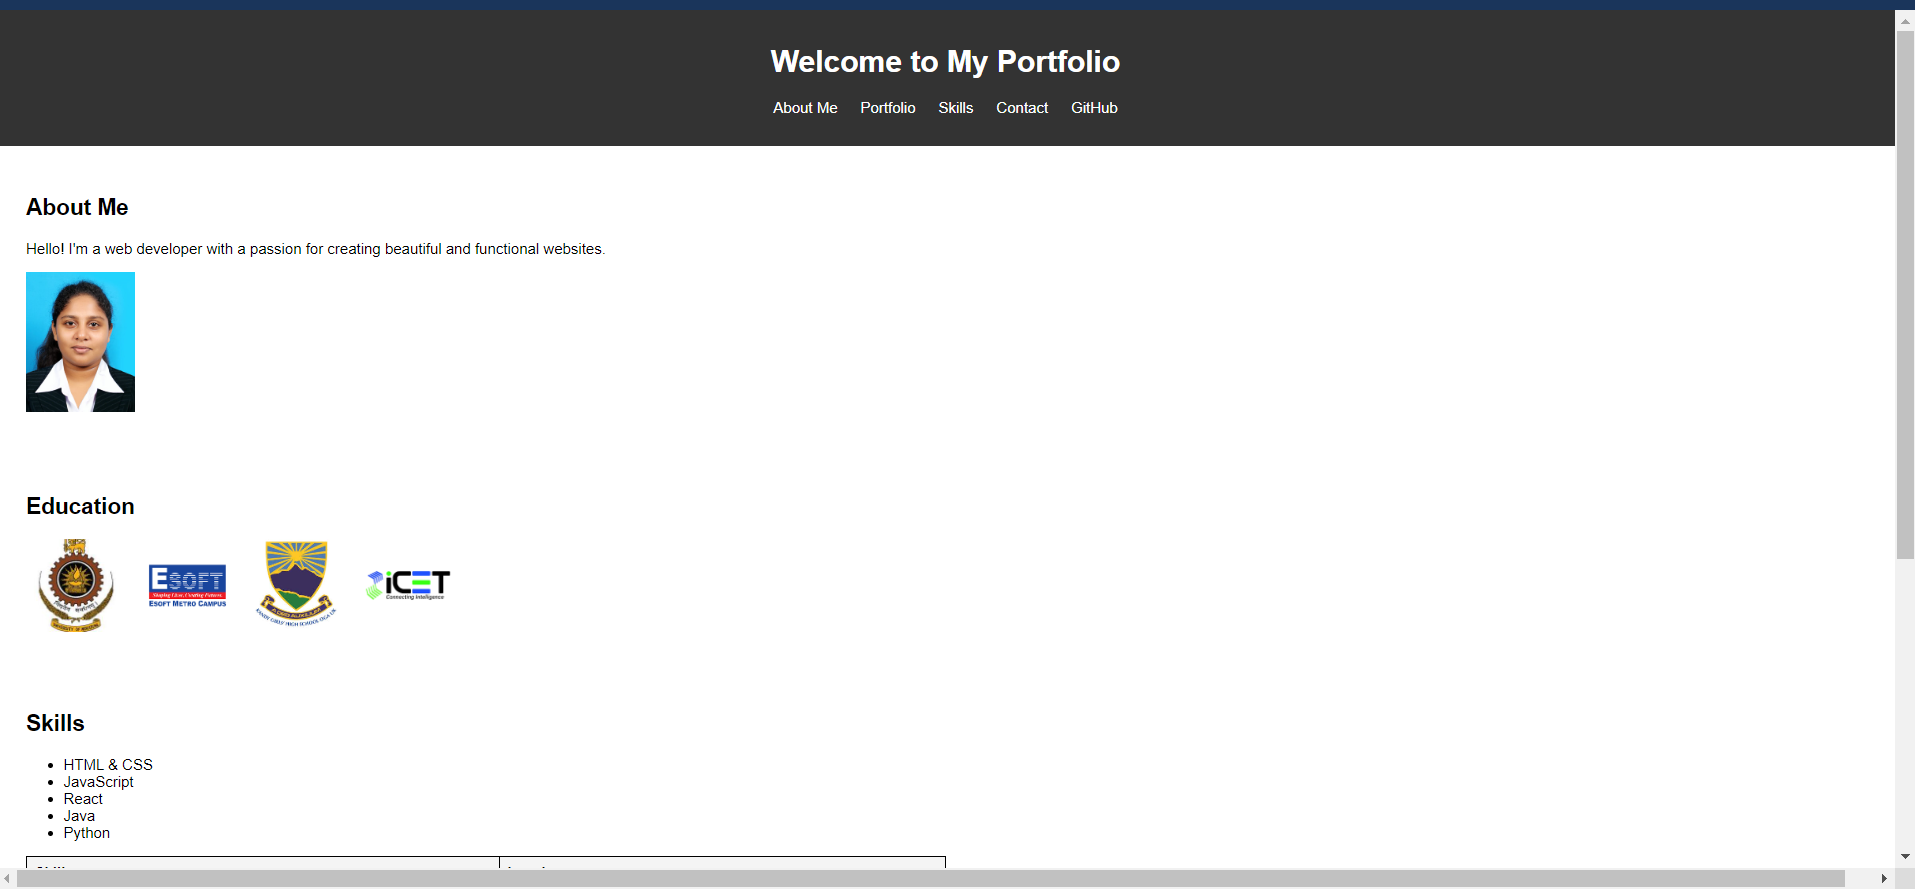 Welcome to My Portfolio
About Me Portfolio Skills Contact GitHub
About Me
Hello! I'm a web developer with a passion for creating beautiful and functional websites.
Education
ESOFT
ESOFT METRO CAMPUS
iCET
Connecting Intelligence
Skills
HTML & CSS
JavaScript
React
Java
Python